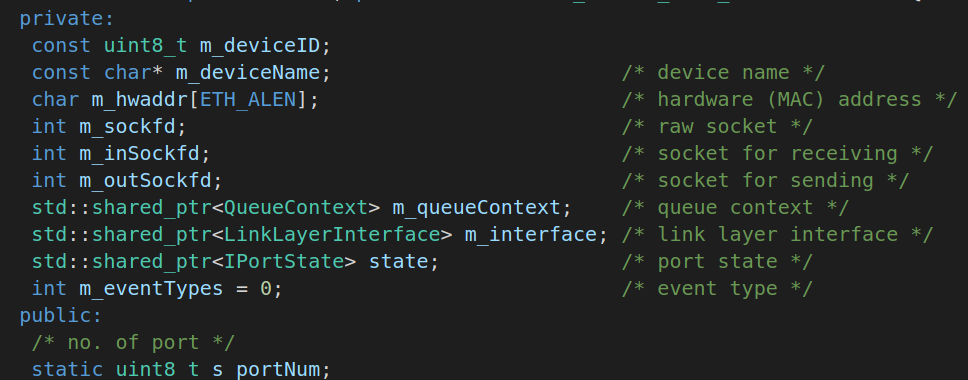 private:
const uint8_t m_deviceID;
const char* m_deviceName; /* device name */
char m_hwaddr[ETH_ALEN]; /* hardware (MAC) address */
int m_sockfd; /* raw socket */
int m_inSockfd; /* socket for receiving */
int m_outSockfd; /* socket for sending */
std::shared_ptr<QueueContext> m_queueContext; /* queue context */
std::shared_ptr<LinkLayerInterface> m_interface; /* link layer interface */
std::shared_ptr<IPortState> state; /* port state */
int m_eventTypes = 0; /* event type */
public:
/* no. of port */
static uint8_t s_portNum;